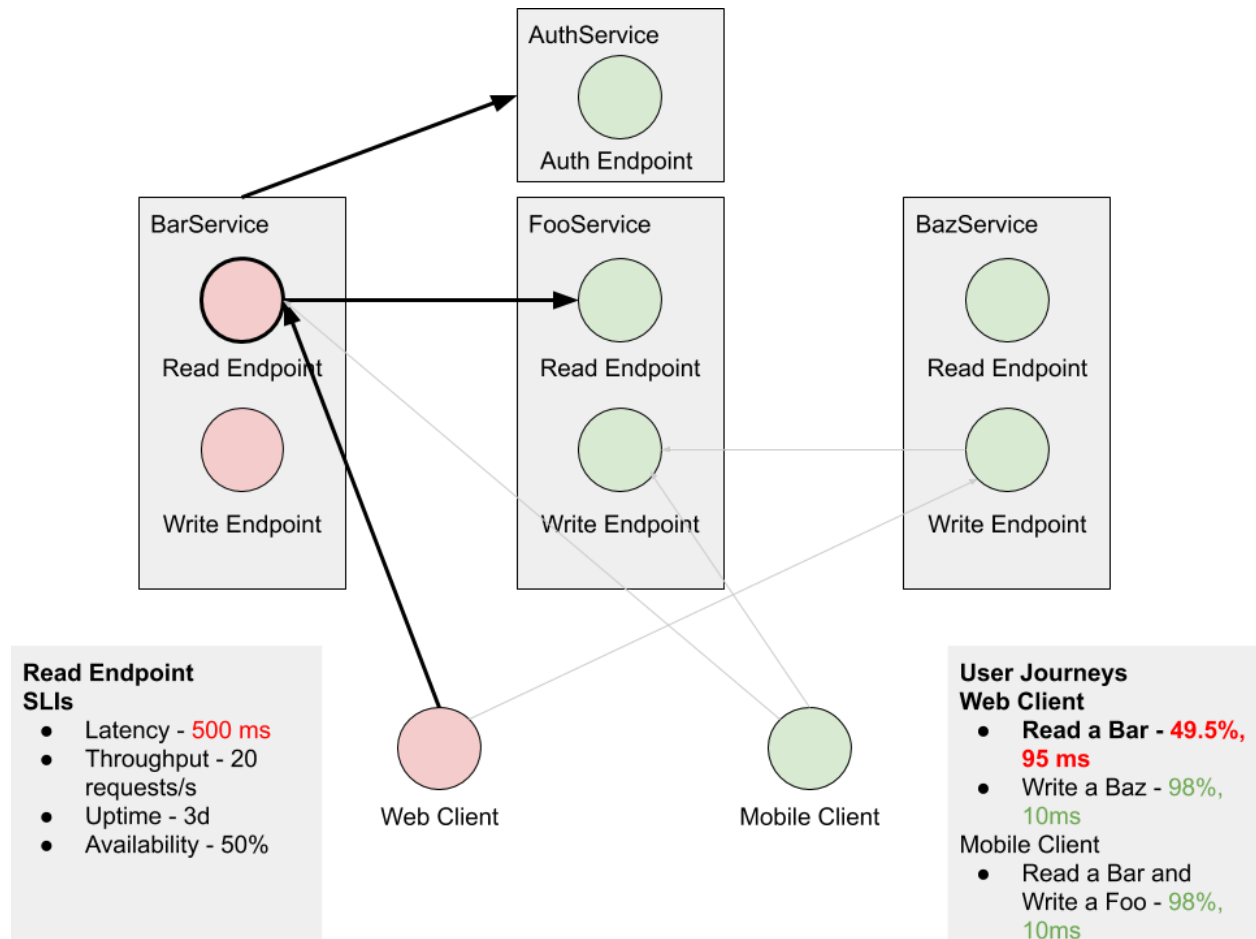 AuthService
Auth Endpoint
BarService
Read Endpoint
Write Endpoint
FooService
Read Endpoint
Write Endpoint
BazService
Read Endpoint
Write Endpoint
Web Client
Mobile Client
Read Endpoint
SLIs
● Latency - 500 ms
● Throughput - 20
requests/s
● Uptime - 3d
● Availability - 50%
User Journeys
Web Client
● Read a Bar - 49.5%,
95 ms
● Write a Baz - 98%,
10ms
Mobile Client
● Read a Bar and
Write a Foo - 98%,
10ms